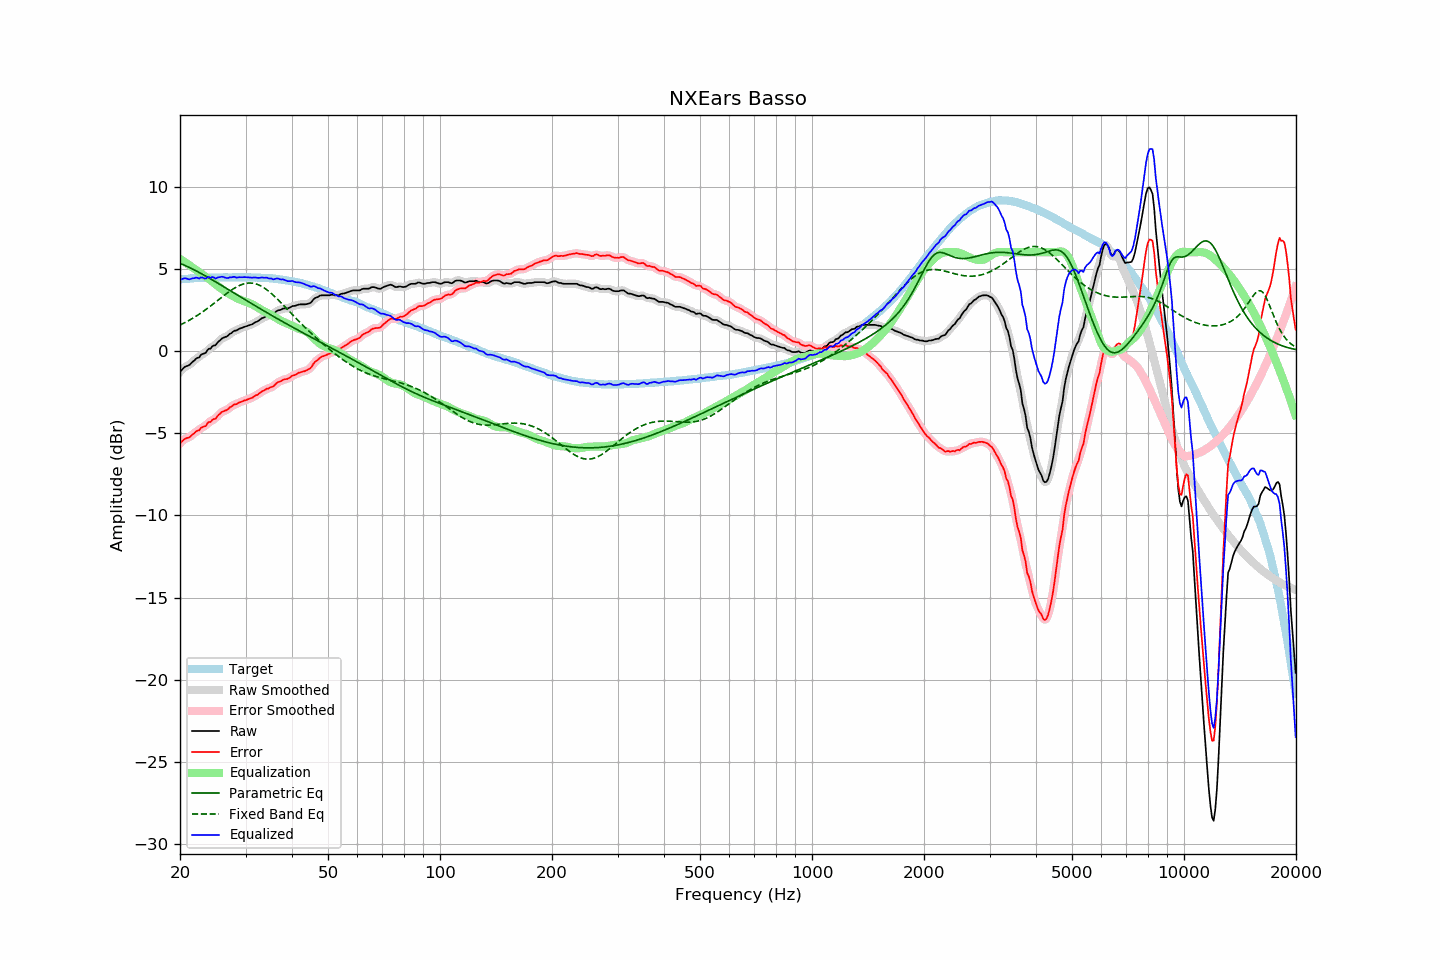 NXEars Basso
10
5
0
−5
−10
−15
−20
−25
−30
Amplitude (dBr)
Target
Raw Smoothed
Error Smoothed
Raw
Error
Equalization
Parametric Eq
Fixed Band Eq
Equalized
20 50 100 200 500 1000 2000 5000 10000 20000
Frequency (Hz)